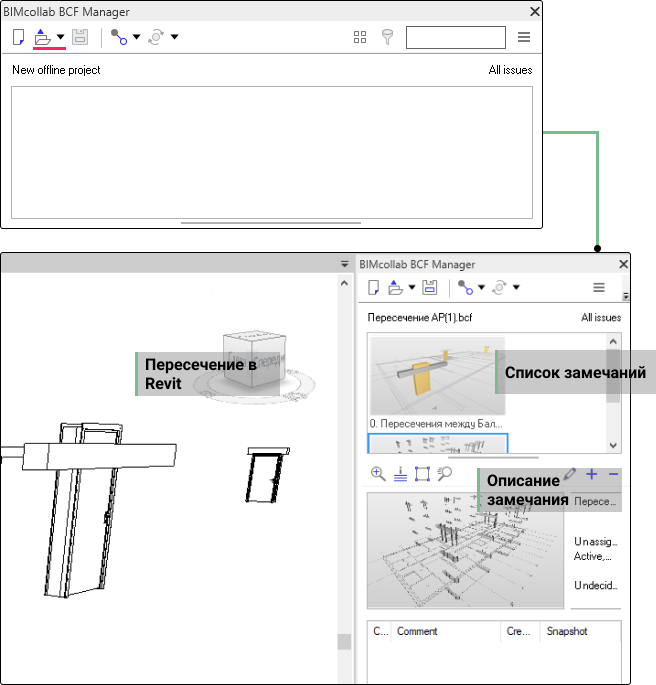 BIMcollab BCF Manager
New offline project
All issues
BIMcollab BCF Manager
Пересечение АР(1).bcf
All issues
Пересечение в
Revit
Список замечаний
0. Пересечения между Бал...
Описание
замечания
Пересе...
Unassig...
Active,...
Undecid...
C...
Comment
Cre...
Snapshot